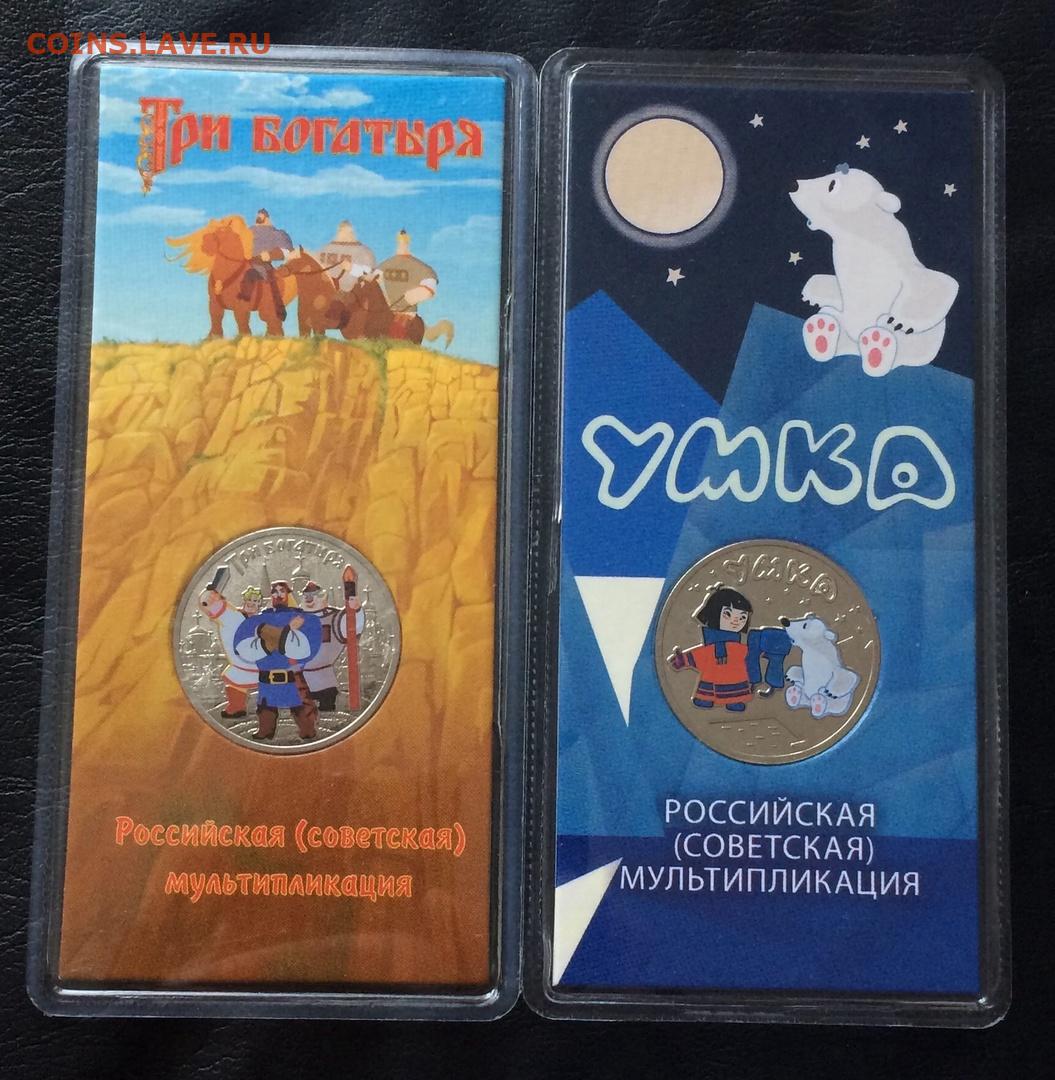 COINS.LAVE.RU
Три богатыря
Три богатыря
Российская (советская)
мультипликация
УМКА
УМКА
РОССИЙСКАЯ
(СОВЕТСКАЯ)
МУЛЬТИПЛИКАЦИЯ